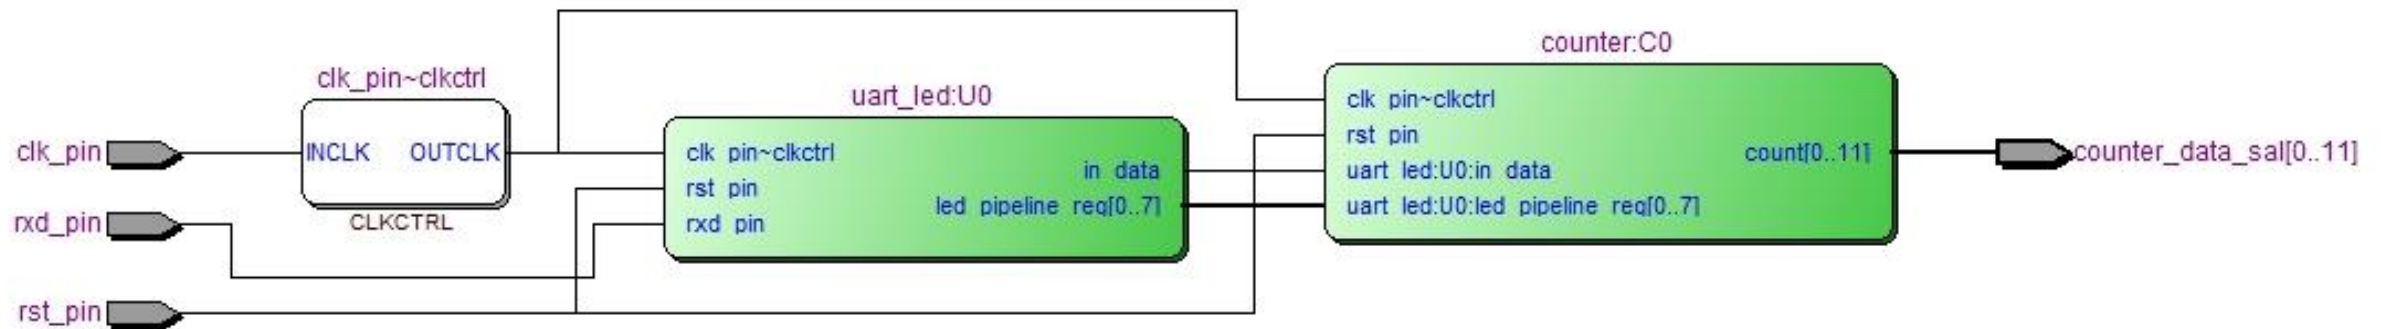 clk_pin
rxd_pin
rst_pin
clk_pin~clkctrl
INCLK OUTCLK
CLKCTRL
uart_led:U0
clk pin~clkctrl
rst pin
rxd pin
in data
led pipeline reg[0..7]
counter:C0
clk pin~clkctrl
rst pin
uart led:U0:in data
uart led:U0:led pipeline reg[0..7]
count[0..11]
counter_data_sal[0..11]